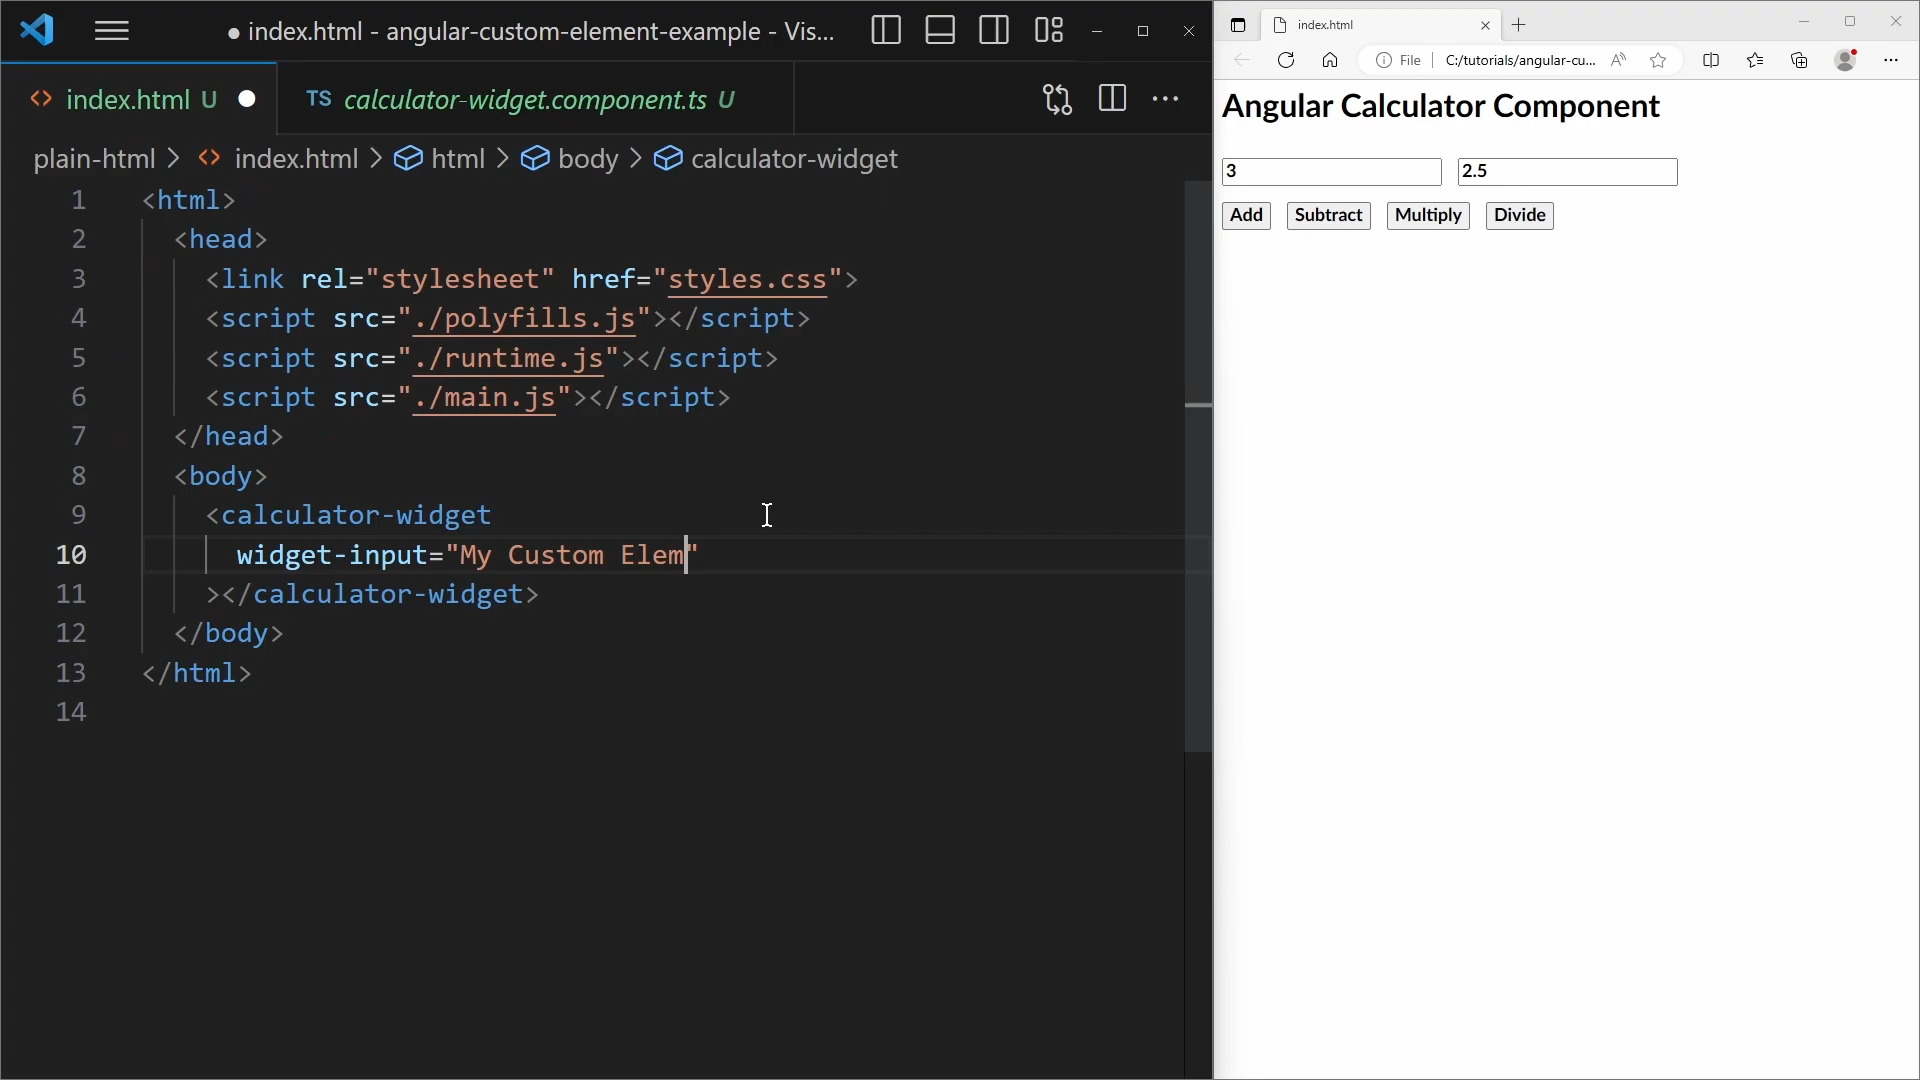 ● index.html - angular-custom-element-example - Vis...
index.html U ●
TS calculator-widget.component.ts U
plain-html > <> index.html > html > body > calculator-widget
1 <html>
2 <head>
3 <link rel="stylesheet" href="styles.css">
4 <script src="./polyfills.js"></script>
5 <script src="./runtime.js"></script>
6 <script src="./main.js"></script>
7 </head>
8 <body>
9 <calculator-widget
10 widget-input="My Custom Elem"
11 ></calculator-widget>
12 </body>
13 </html>
14
index.html
File | C:/tutorials/angular-cu...
Angular Calculator Component
3 2.5
Add Subtract Multiply Divide